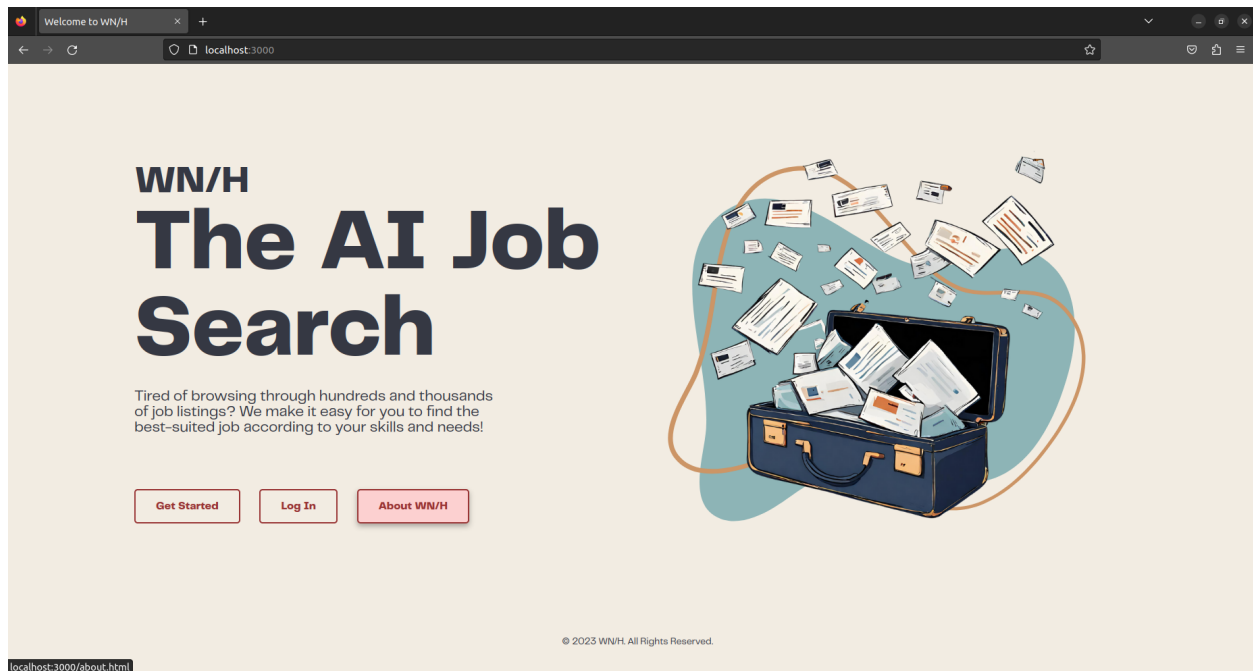 Welcome to WN/H
localhost:3000
WN/H
The AI Job
Search
Tired of browsing through hundreds and thousands
of job listings? We make it easy for you to find the
best-suited job according to your skills and needs!
Get Started
Log In
About WN/H
© 2023 WN/H. All Rights Reserved.
localhost:3000/about.html